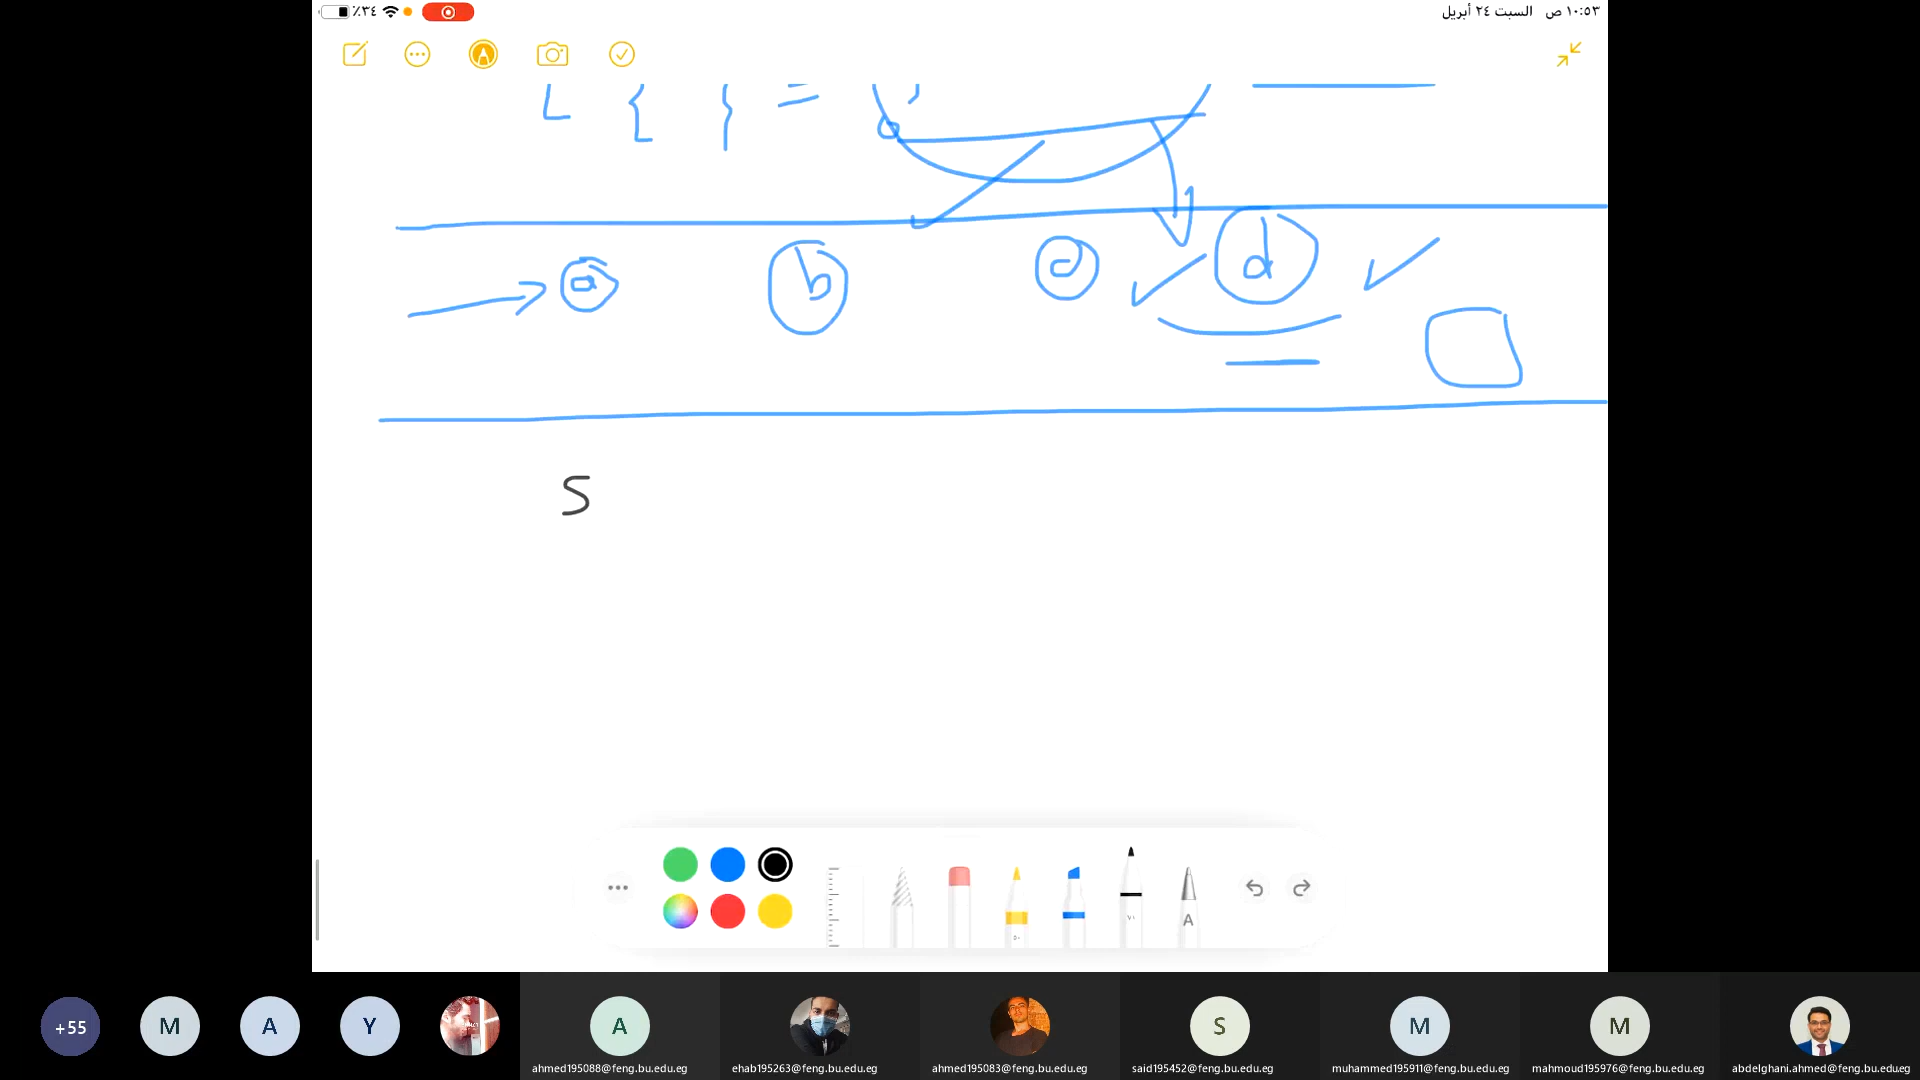 ٪٣٤
السبت ٢٤ أبريل ١٠:٥٣ ص
L { } =
a b c d
S
A
+55 M A Y A S M M
ahmed195088@feng.bu.edu.eg ehab195263@feng.bu.edu.eg ahmed195083@feng.bu.edu.eg said195452@feng.bu.edu.eg muhammed195911@feng.bu.edu.eg mahmoud195976@feng.bu.edu.eg abdelghani.ahmed@feng.bu.edueg